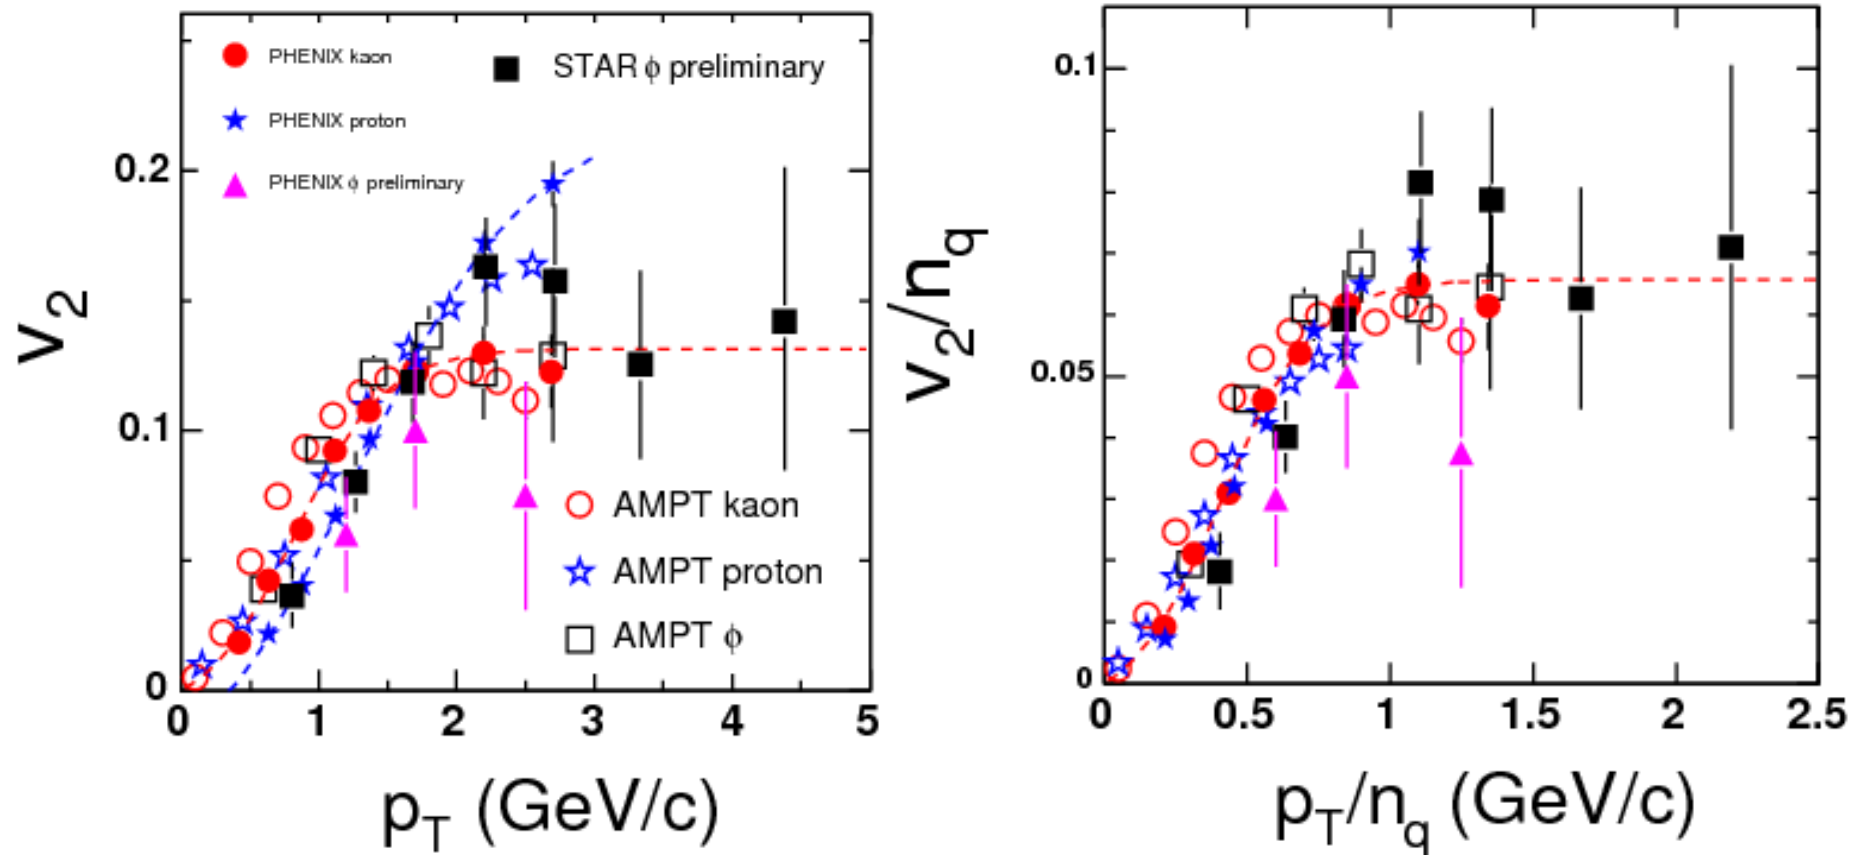 PHENIX kaon
STAR ϕ preliminary
PHENIX proton
PHENIX ϕ preliminary
AMPT kaon
AMPT proton
AMPT ϕ
v2
0.2
0.1
0
0 1 2 3 4 5
pT (GeV/c)
v2/nq
0.1
0.05
0
0 0.5 1 1.5 2 2.5
pT/nq (GeV/c)